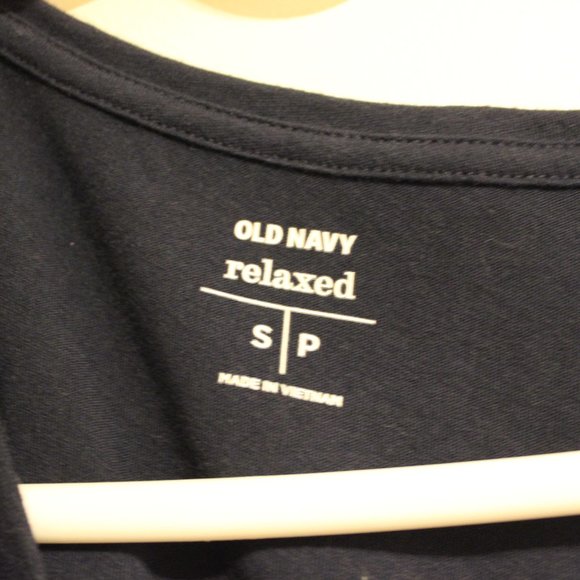 OLD NAVY
relaxed
S | P
MADE IN VIETNAM